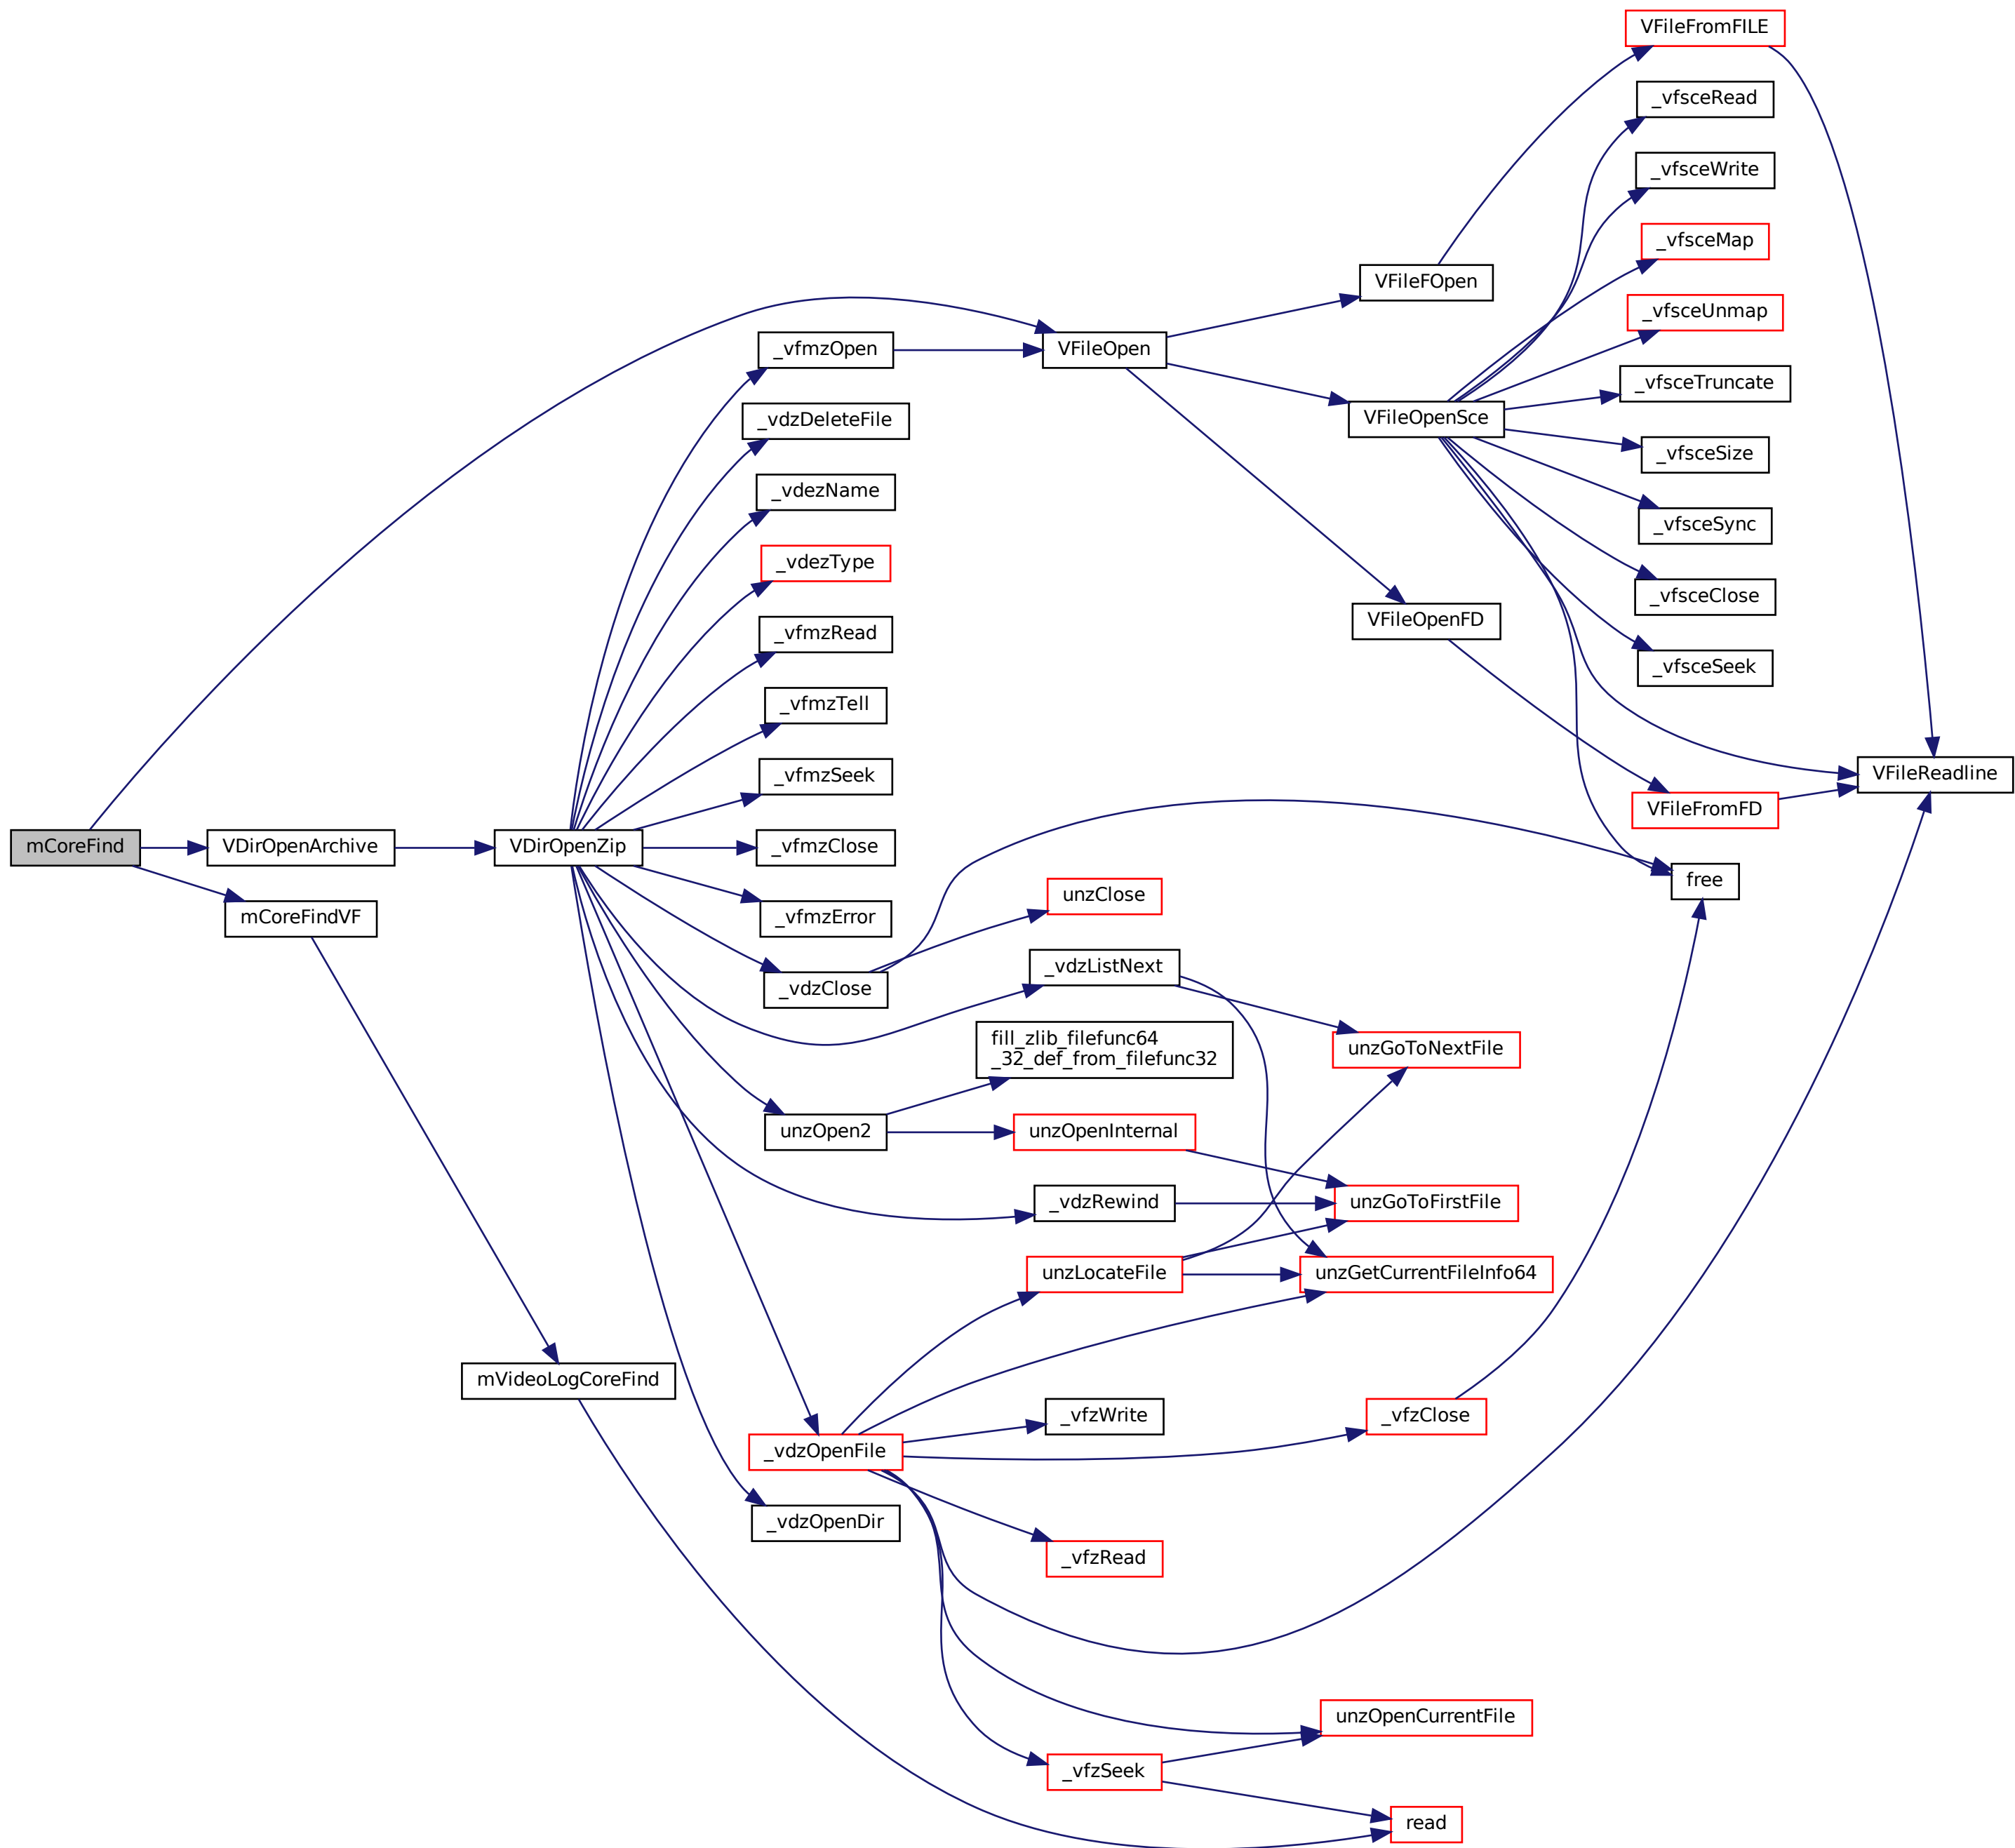 VFileFromFILE
_vfsceRead
_vfsceWrite
_vfsceMap
VFileFOpen
_vfsceUnmap
_vfmzOpen
VFileOpen
_vfsceTruncate
_vdzDeleteFile
VFileOpenSce
_vfsceSize
_vdezName
_vfsceSync
_vdezType
_vfsceClose
_vfmzRead
VFileOpenFD
_vfsceSeek
_vfmzTell
_vfmzSeek
VFileReadline
VFileFromFD
mCoreFind
VDirOpenArchive
VDirOpenZip
_vfmzClose
free
unzClose
mCoreFindVF
_vfmzError
_vdzListNext
_vdzClose
fill_zlib_filefunc64
_32_def_from_filefunc32
unzGoToNextFile
unzOpen2
unzOpenInternal
_vdzRewind
unzGoToFirstFile
unzLocateFile
unzGetCurrentFileInfo64
mVideoLogCoreFind
_vfzWrite
_vfzClose
_vdzOpenFile
_vdzOpenDir
_vfzRead
unzOpenCurrentFile
_vfzSeek
read